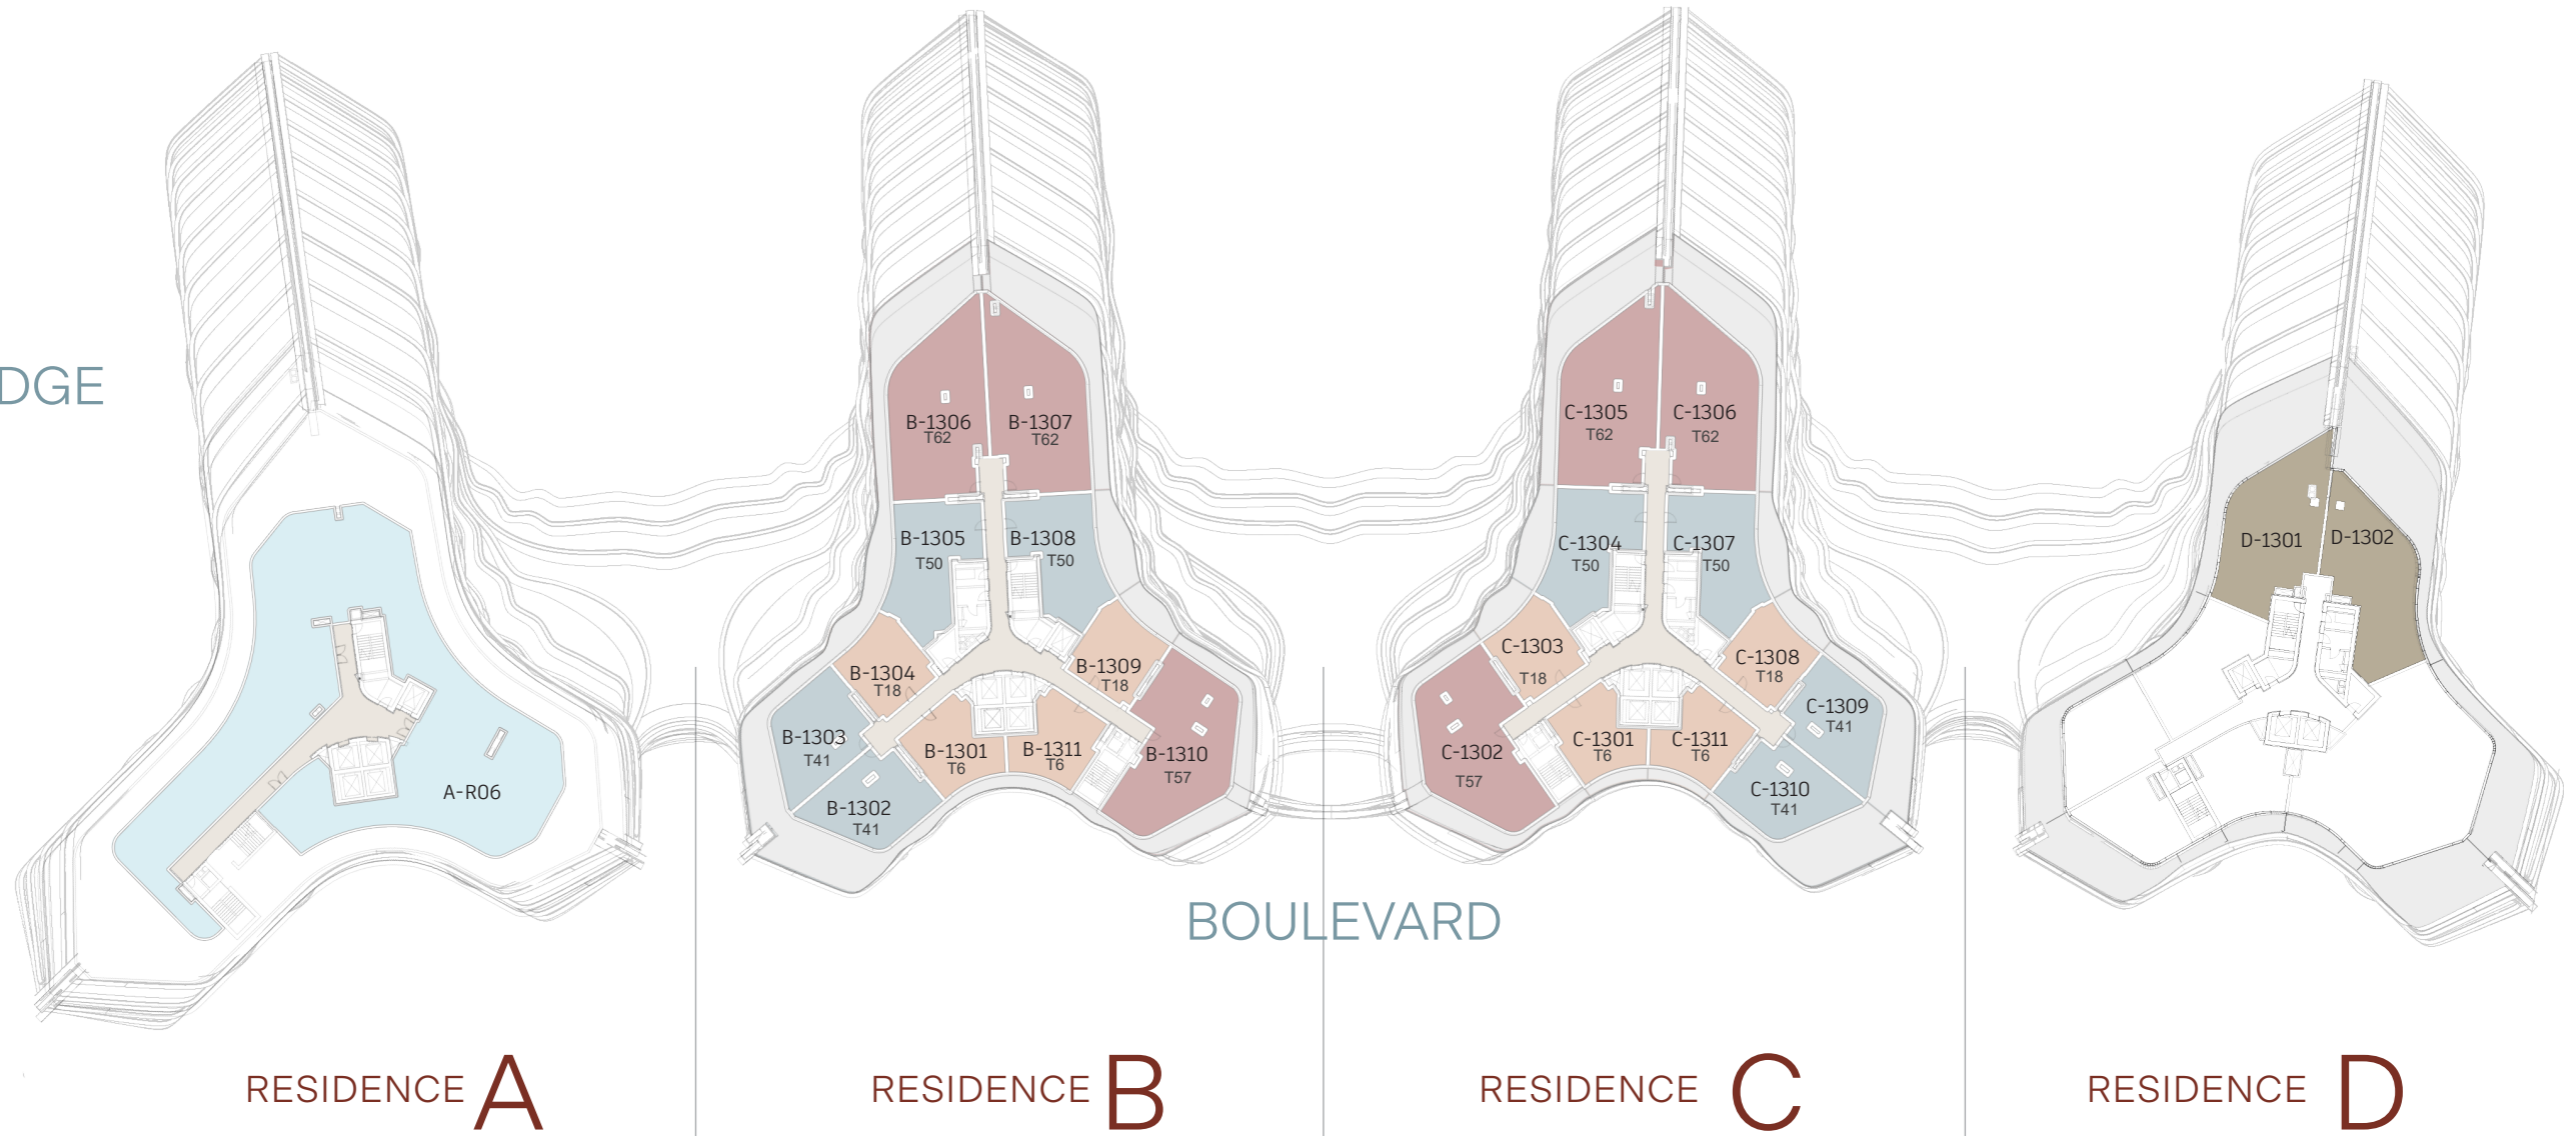 DGE
A-R06
B-1306
T62
B-1307
T62
B-1305
T50
B-1308
T50
B-1304
T18
B-1309
T18
B-1303
T41
B-1302
T41
B-1301
T6
B-1311
T6
B-1310
T57
C-1305
T62
C-1306
T62
C-1304
T50
C-1307
T50
C-1303
T18
C-1308
T18
C-1302
T57
C-1301
T6
C-1311
T6
C-1309
T41
C-1310
T41
D-1301
D-1302
BOULEVARD
RESIDENCE A
RESIDENCE B
RESIDENCE C
RESIDENCE D